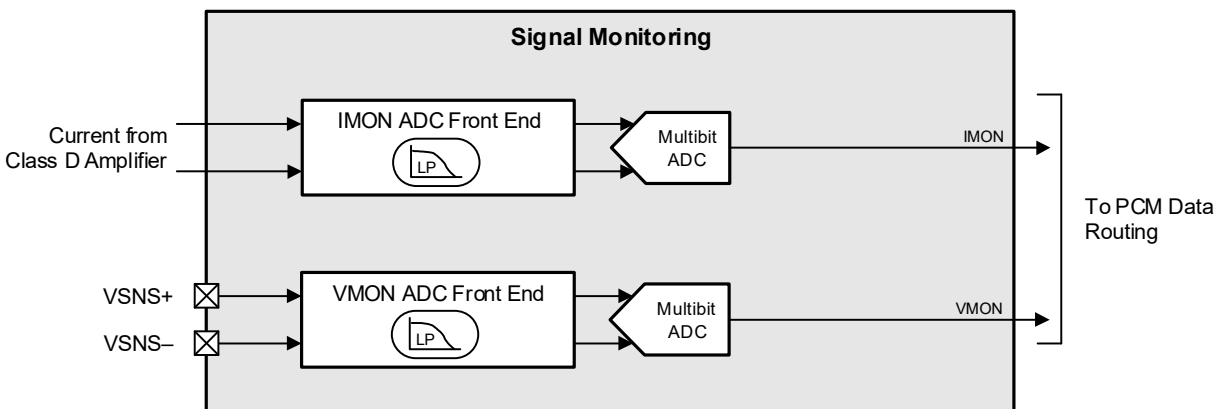 Signal Monitoring
Current from
Class D Amplifier
IMON ADC Front End
LP
Multibit
ADC
IMON
To PCM Data
Routing
VSNS+
VSNS–
VMON ADC Front End
LP
Multibit
ADC
VMON